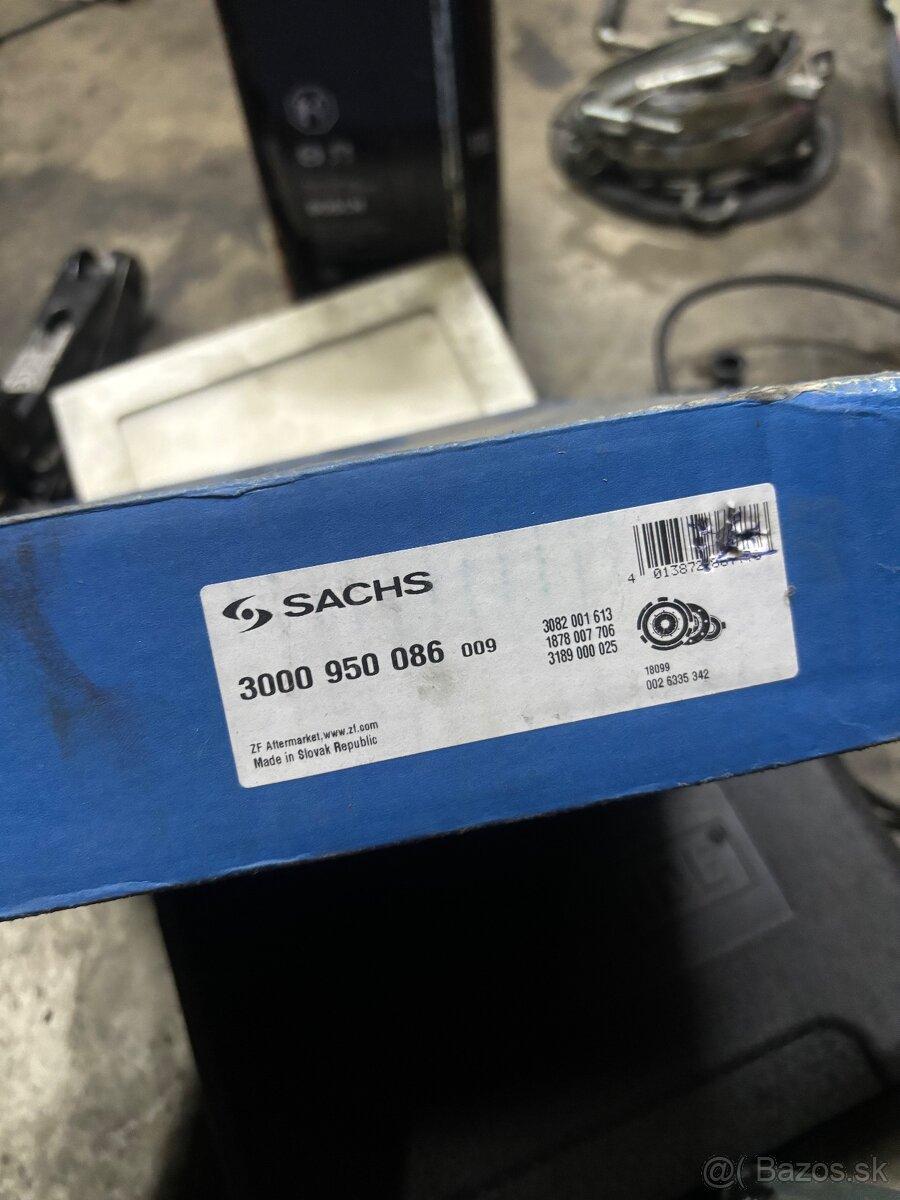 SACHS
3000 950 086 009
3082 001 613
1878 007 706
3189 000 025
18099
002 6335 342
ZF Aftermarket,www.zf.com
Made in Slovak Republic
@( Bazos.sk